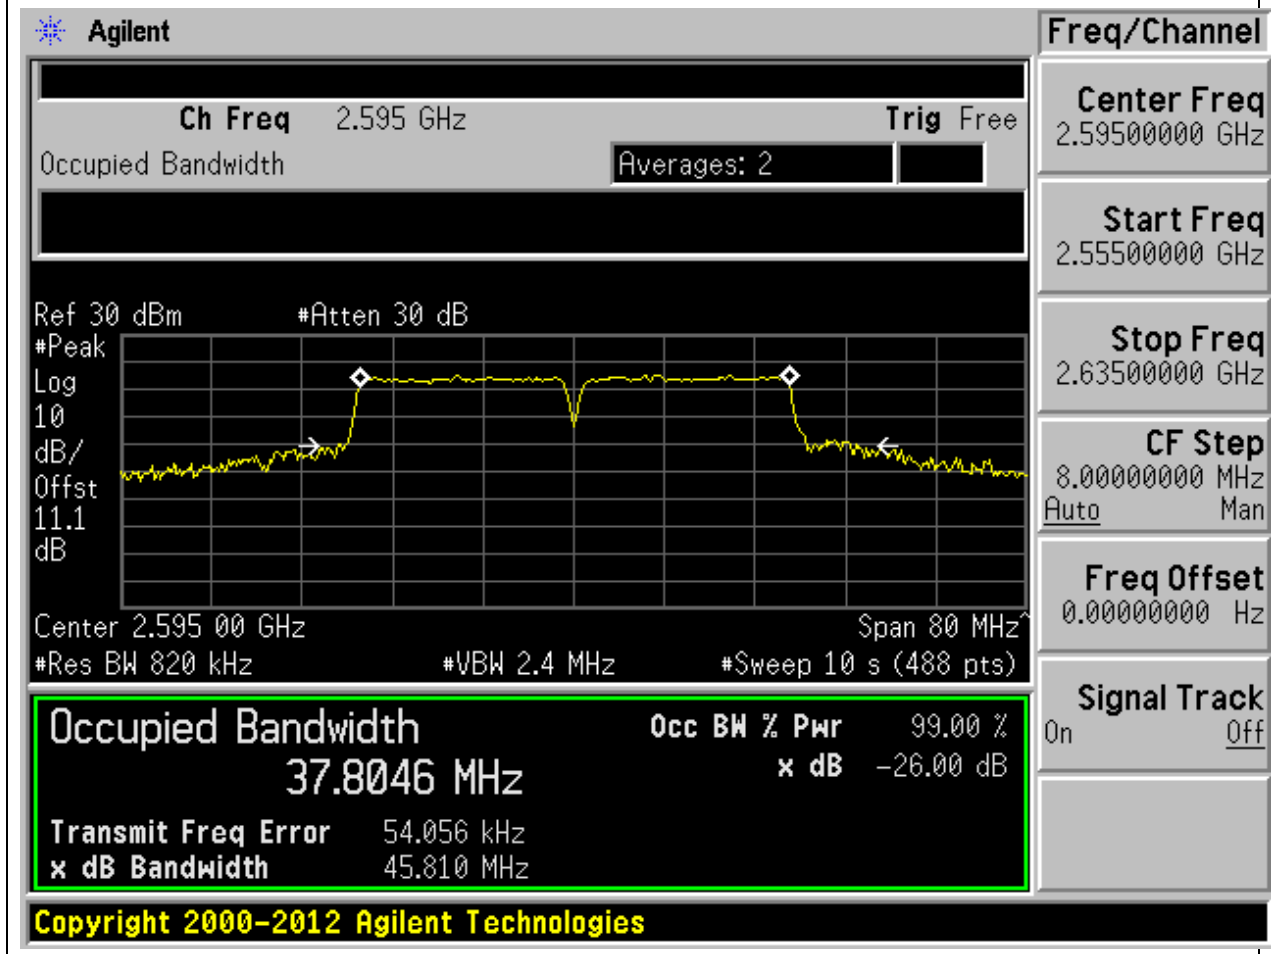 Agilent
Freq/Channel
Ch Freq 2.595 GHz Trig Free
Occupied Bandwidth Averages: 2
Ref 30 dBm #Atten 30 dB
#Peak
Log
10
dB/
Offst
11.1
dB
Center 2.595 00 GHz Span 80 MHz^
#Res BW 820 kHz #VBW 2.4 MHz #Sweep 10 s (488 pts)
Occupied Bandwidth Occ BW % Pwr 99.00 %
37.8046 MHz x dB -26.00 dB
Transmit Freq Error 54.056 kHz
x dB Bandwidth 45.810 MHz
Center Freq
2.59500000 GHz
Start Freq
2.55500000 GHz
Stop Freq
2.63500000 GHz
CF Step
8.00000000 MHz
Auto Man
Freq Offset
0.00000000 Hz
Signal Track
On Off
Copyright 2000-2012 Agilent Technologies